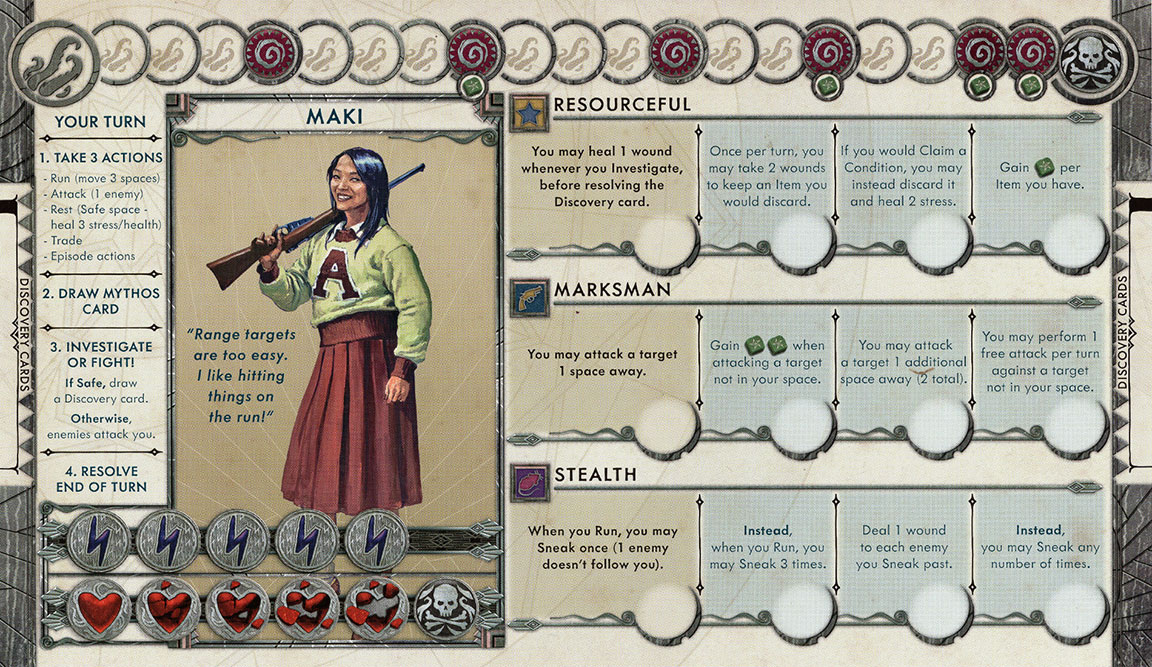 YOUR TURN
1. TAKE 3 ACTIONS
- Run (move 3 spaces)
- Attack (1 enemy)
- Rest (Safe space -
heal 3 stress/health)
- Trade
- Episode actions
2. DRAW MYTHOS
CARD
3. INVESTIGATE
OR FIGHT!
If Safe, draw
a Discovery card.
Otherwise,
enemies attack you.
4. RESOLVE
END OF TURN
DISCOVERY CARDS
MAKI
A
"Range targets
are too easy.
I like hitting
things on
the run!"
RESOURCEFUL
You may heal 1 wound
whenever you Investigate,
before resolving the
Discovery card.
Once per turn, you
may take 2 wounds
to keep an Item you
would discard.
If you would Claim a
Condition, you may
instead discard it
and heal 2 stress.
Gain per
Item you have.
MARKSMAN
You may attack a target
1 space away.
Gain when
attacking a target
not in your space.
You may attack
a target 1 additional
space away (2 total).
You may perform 1
free attack per turn
against a target
not in your space.
STEALTH
When you Run, you may
Sneak once (1 enemy
doesn't follow you).
Instead,
when you Run, you
may Sneak 3 times.
Deal 1 wound
to each enemy
you Sneak past.
Instead,
you may Sneak any
number of times.
DISCOVERY CARDS